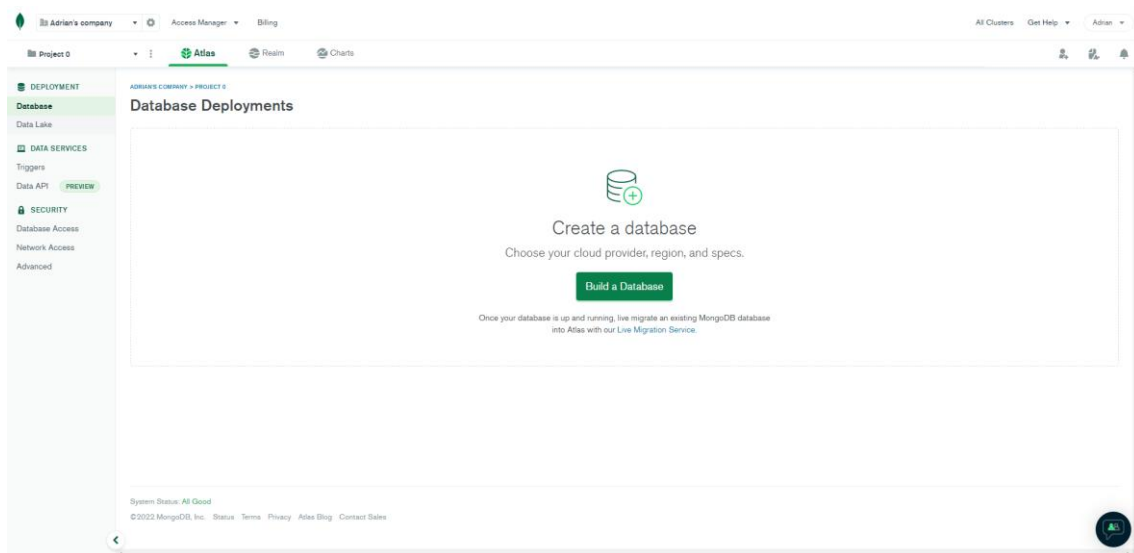 Adrian's company
Access Manager
Billing
All Clusters
Get Help
Adrian
Project 0
Atlas
Realm
Charts
DEPLOYMENT
Database
Data Lake
DATA SERVICES
Triggers
Data API PREVIEW
SECURITY
Database Access
Network Access
Advanced
ADRIAN'S COMPANY > PROJECT 0
Database Deployments
Create a database
Choose your cloud provider, region, and specs.
Build a Database
Once your database is up and running, live migrate an existing MongoDB database
into Atlas with our Live Migration Service.
System Status: All Good
©2022 MongoDB, Inc. Status Terms Privacy Atlas Blog Contact Sales